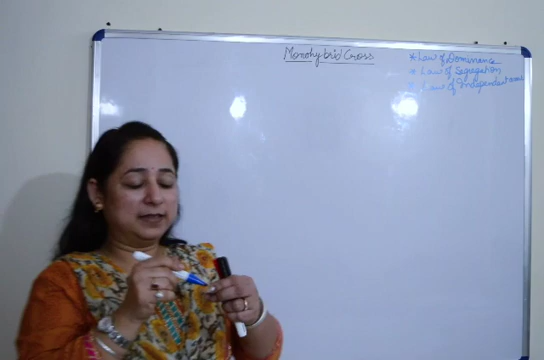 Monohybrid Cross
* Law of Dominance
* Law of Segregation
* Law of Independent